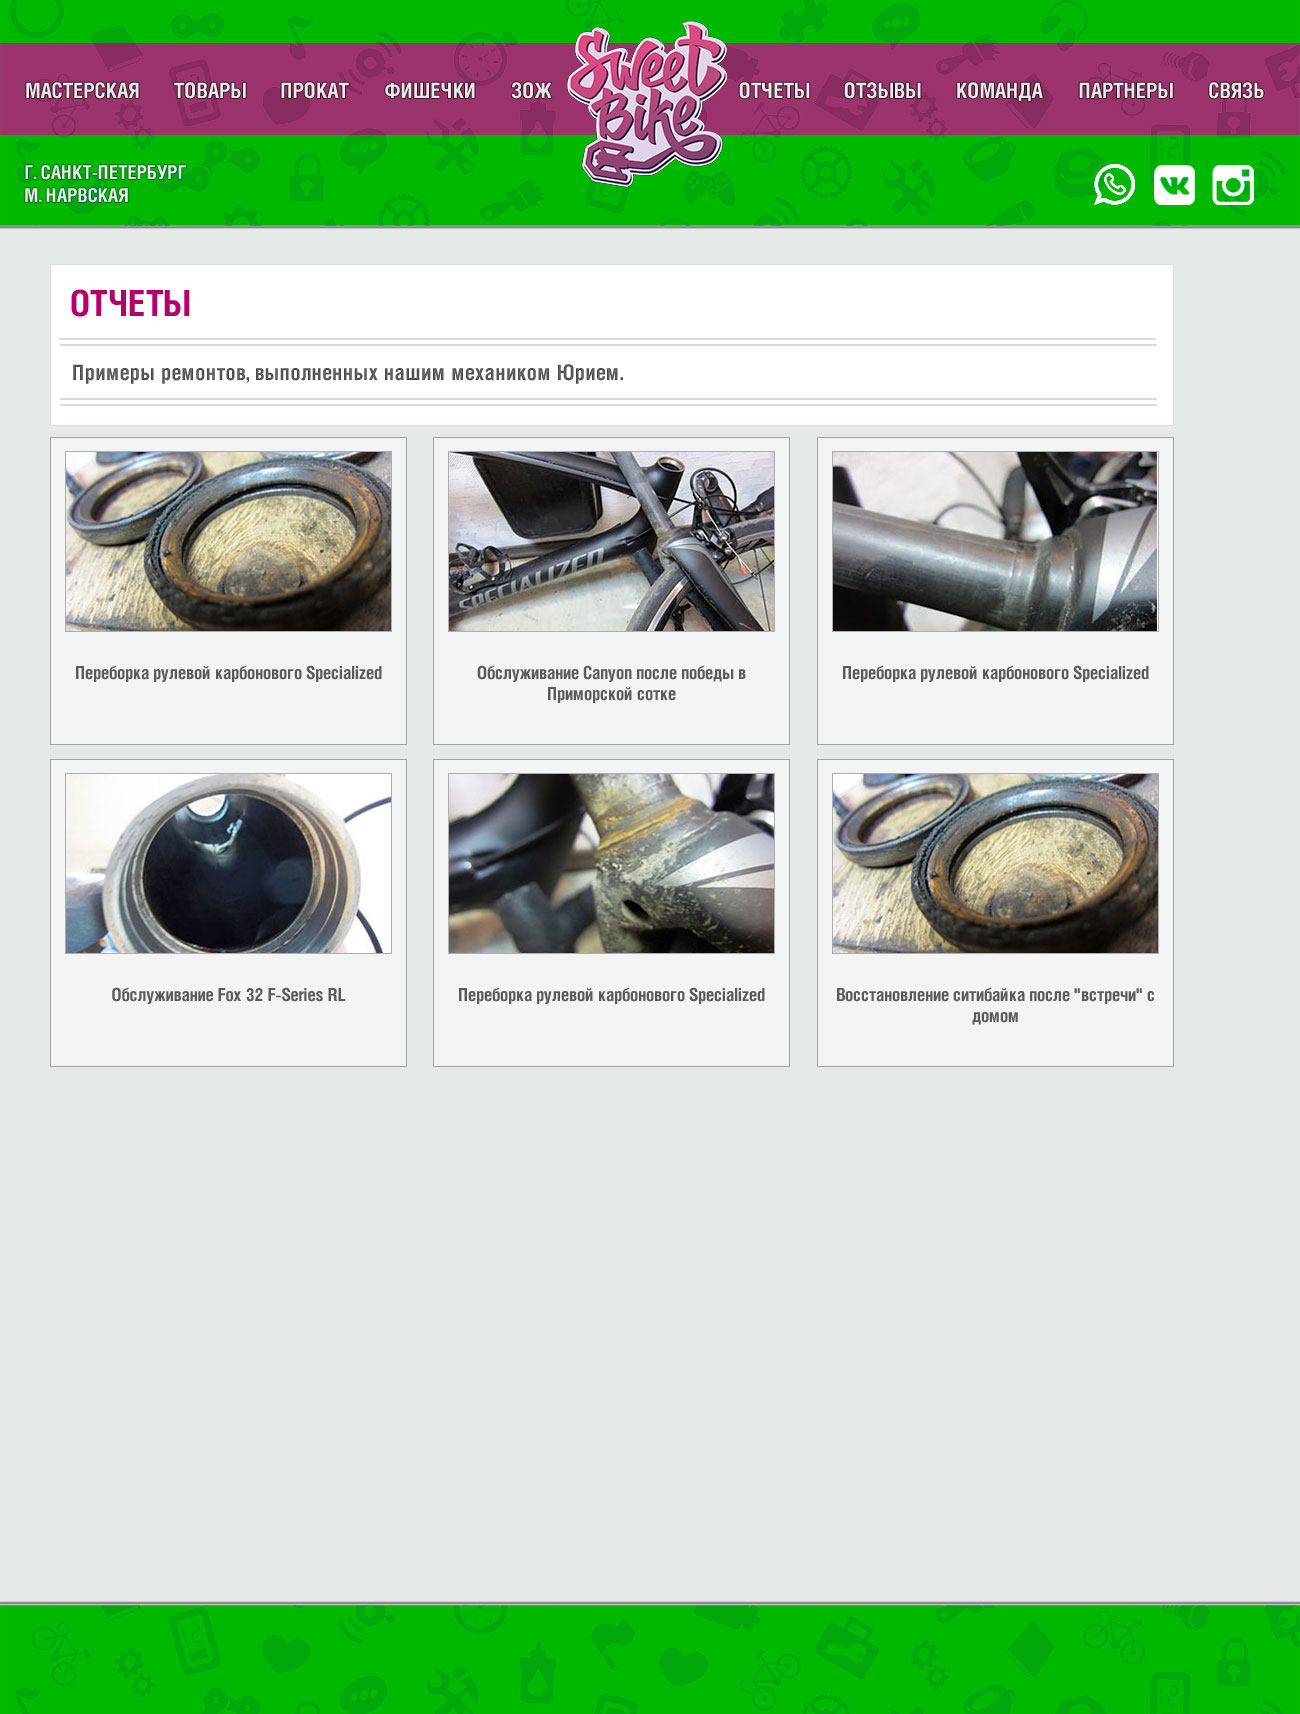 МАСТЕРСКАЯ ТОВАРЫ ПРОКАТ ФИШЕЧКИ ЗОЖ Sweet Bike ОТЧЕТЫ ОТЗЫВЫ КОМАНДА ПАРТНЕРЫ СВЯЗЬ
Г. САНКТ-ПЕТЕРБУРГ
М. НАРВСКАЯ
ОТЧЕТЫ
Примеры ремонтов, выполненных нашим механиком Юрием.
SPECIALIZED
Переборка рулевой карбонового Specialized
Обслуживание Canyon после победы в
Приморской сотке
Переборка рулевой карбонового Specialized
Обслуживание Fox 32 F-Series RL
Переборка рулевой карбонового Specialized
Восстановление ситибайка после "встречи" с
домом